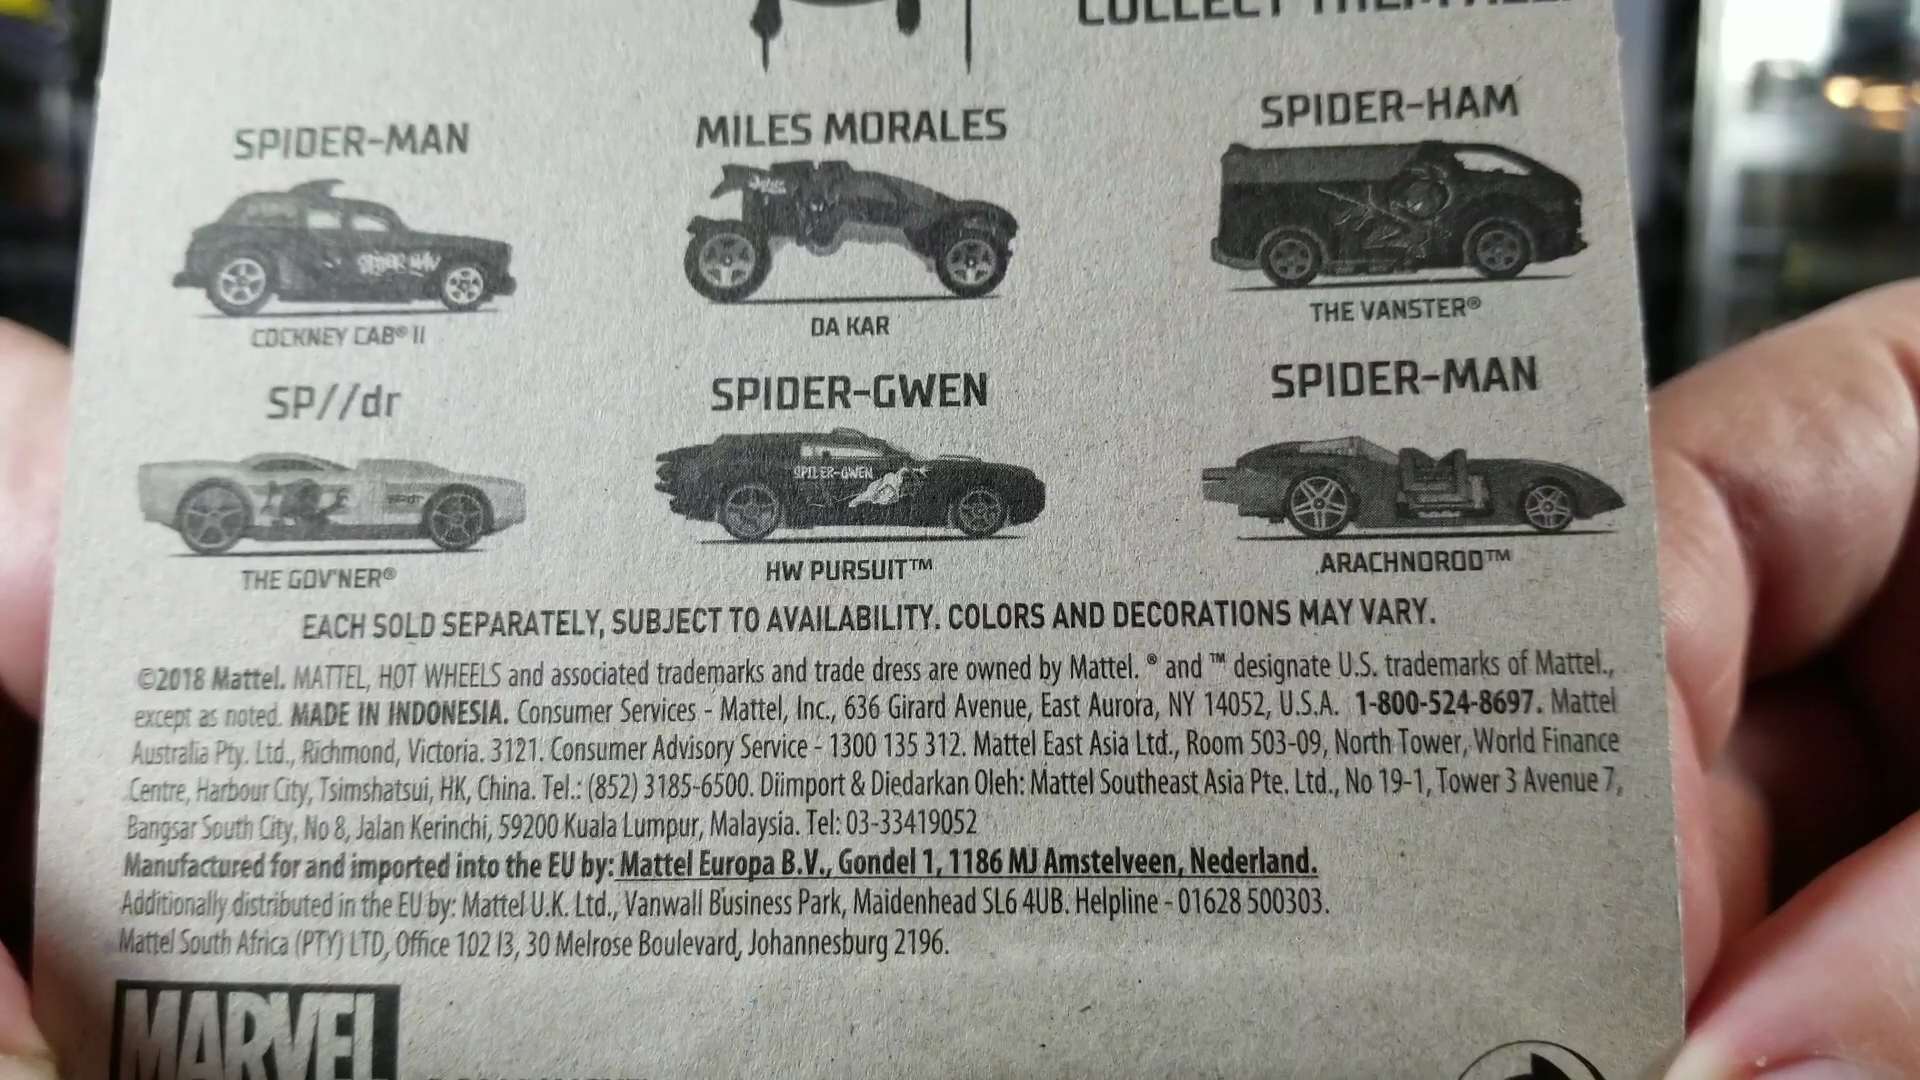 COLLECT THEM ALL!
SPIDER-MAN
MILES MORALES
SPIDER-HAM
COCKNEY CAB® II
DA KAR
THE VANSTER®
SP//dr
SPIDER-GWEN
SPIDER-MAN
SPIDER-GWEN
THE GOV'NER®
HW PURSUIT™
ARACHNOROD™
EACH SOLD SEPARATELY, SUBJECT TO AVAILABILITY. COLORS AND DECORATIONS MAY VARY.
©2018 Mattel. MATTEL, HOT WHEELS and associated trademarks and trade dress are owned by Mattel. ® and ™ designate U.S. trademarks of Mattel.,
except as noted. MADE IN INDONESIA. Consumer Services - Mattel, Inc., 636 Girard Avenue, East Aurora, NY 14052, U.S.A. 1-800-524-8697. Mattel
Australia Pty. Ltd., Richmond, Victoria. 3121. Consumer Advisory Service - 1300 135 312. Mattel East Asia Ltd., Room 503-09, North Tower, World Finance
Centre, Harbour City, Tsimshatsui, HK, China. Tel.: (852) 3185-6500. Diimport & Diedarkan Oleh: Mattel Southeast Asia Pte. Ltd., No 19-1, Tower 3 Avenue 7,
Bangsar South City, No 8, Jalan Kerinchi, 59200 Kuala Lumpur, Malaysia. Tel: 03-33419052
Manufactured for and imported into the EU by: Mattel Europa B.V., Gondel 1, 1186 MJ Amstelveen, Nederland.
Additionally distributed in the EU by: Mattel U.K. Ltd., Vanwall Business Park, Maidenhead SL6 4UB. Helpline - 01628 500303.
Mattel South Africa (PTY) LTD, Office 102 I3, 30 Melrose Boulevard, Johannesburg 2196.
MARVEL